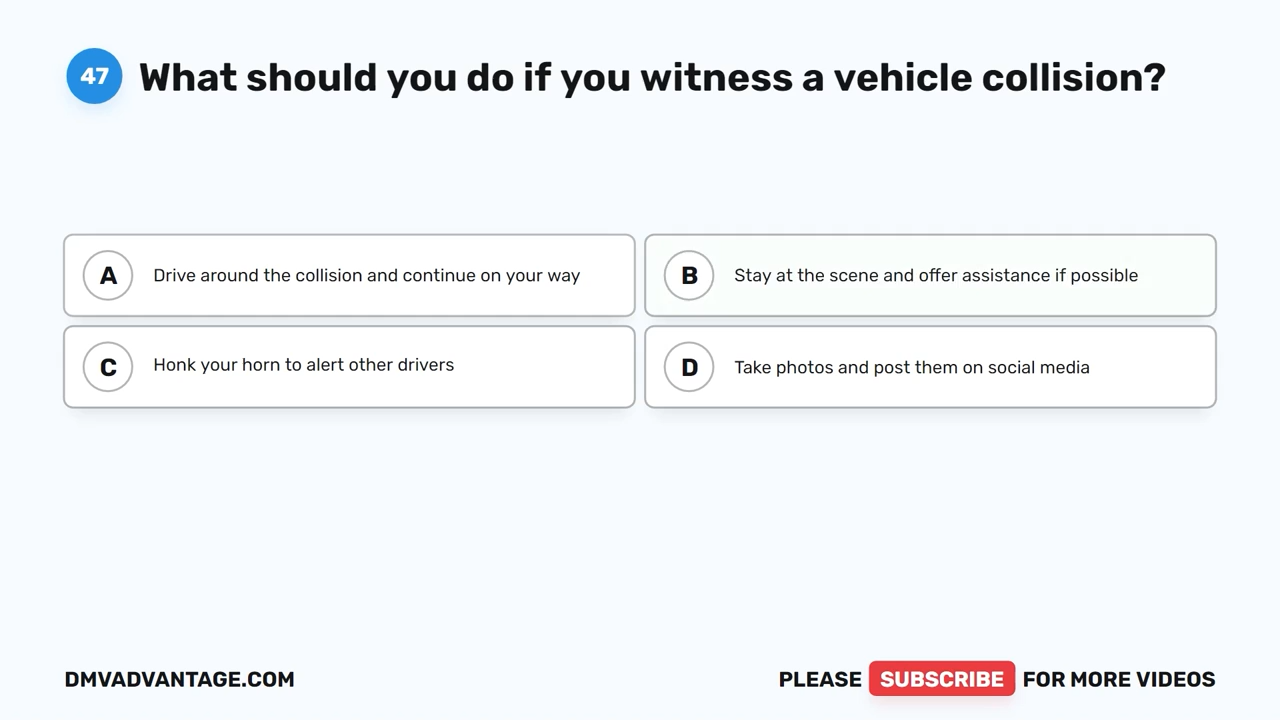 47 What should you do if you witness a vehicle collision?
A Drive around the collision and continue on your way
B Stay at the scene and offer assistance if possible
C Honk your horn to alert other drivers
D Take photos and post them on social media
DMVADVANTAGE.COM
PLEASE SUBSCRIBE FOR MORE VIDEOS